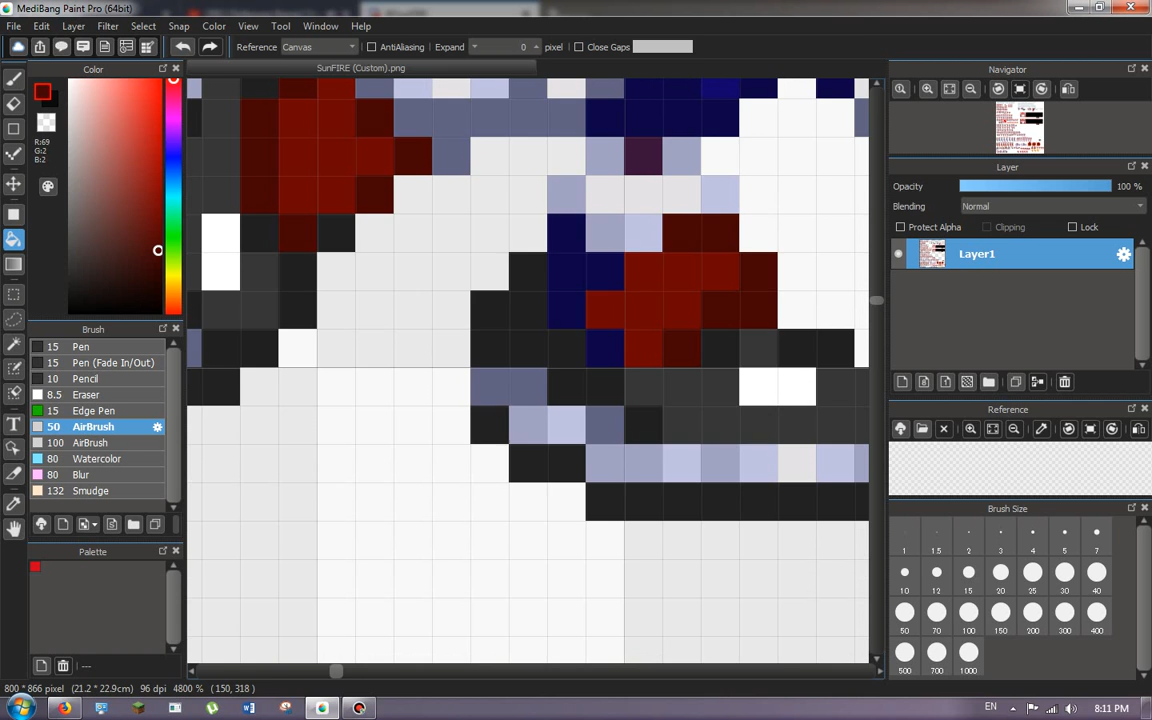 MediBang Paint Pro (64bit)
File Edit Layer Filter Select Snap Color View Tool Window Help
Reference Canvas AntiAliasing Expand 0 pixel Close Gaps
Color
SunFIRE (Custom).png
Navigator
R:69
G:2
B:2
Layer
Opacity 100 %
Blending Normal
Protect Alpha Clipping Lock
Layer1
Brush
15 Pen
15 Pen (Fade In/Out)
10 Pencil
8.5 Eraser
15 Edge Pen
50 AirBrush
100 AirBrush
80 Watercolor
80 Blur
132 Smudge
Reference
Brush Size
1 1.5 2 3 4 5 7
10 12 15 20 25 30 40
50 70 100 150 200 300 400
500 700 1000
Palette
---
800 * 866 pixel (21.2 * 22.9cm) 96 dpi 4800 % ( 150, 318 )
EN 8:11 PM